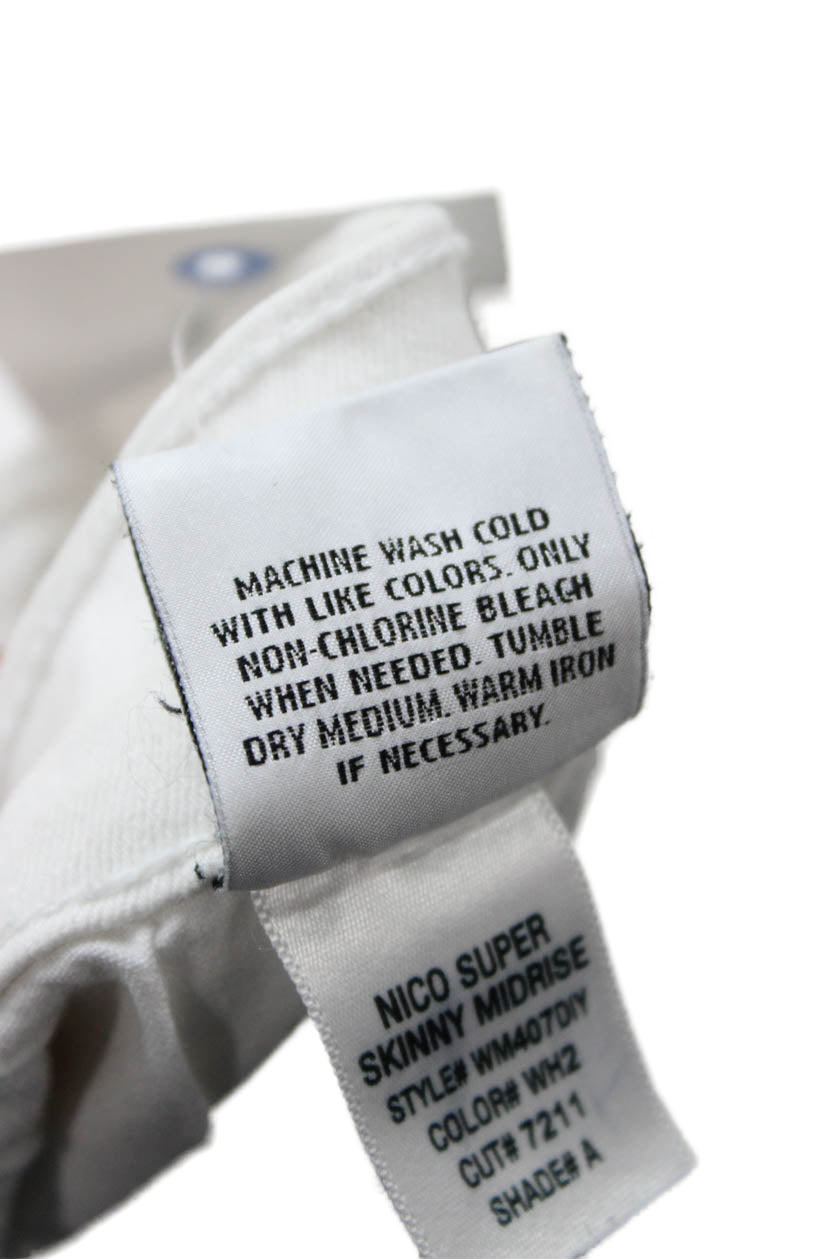 MACHINE WASH COLD
WITH LIKE COLORS. ONLY
NON-CHLORINE BLEACH
WHEN NEEDED. TUMBLE
DRY MEDIUM. WARM IRON
IF NECESSARY.
NICO SUPER
SKINNY MIDRISE
STYLE# WM407DIY
COLOR# WH2
CUT# 7211
SHADE# A